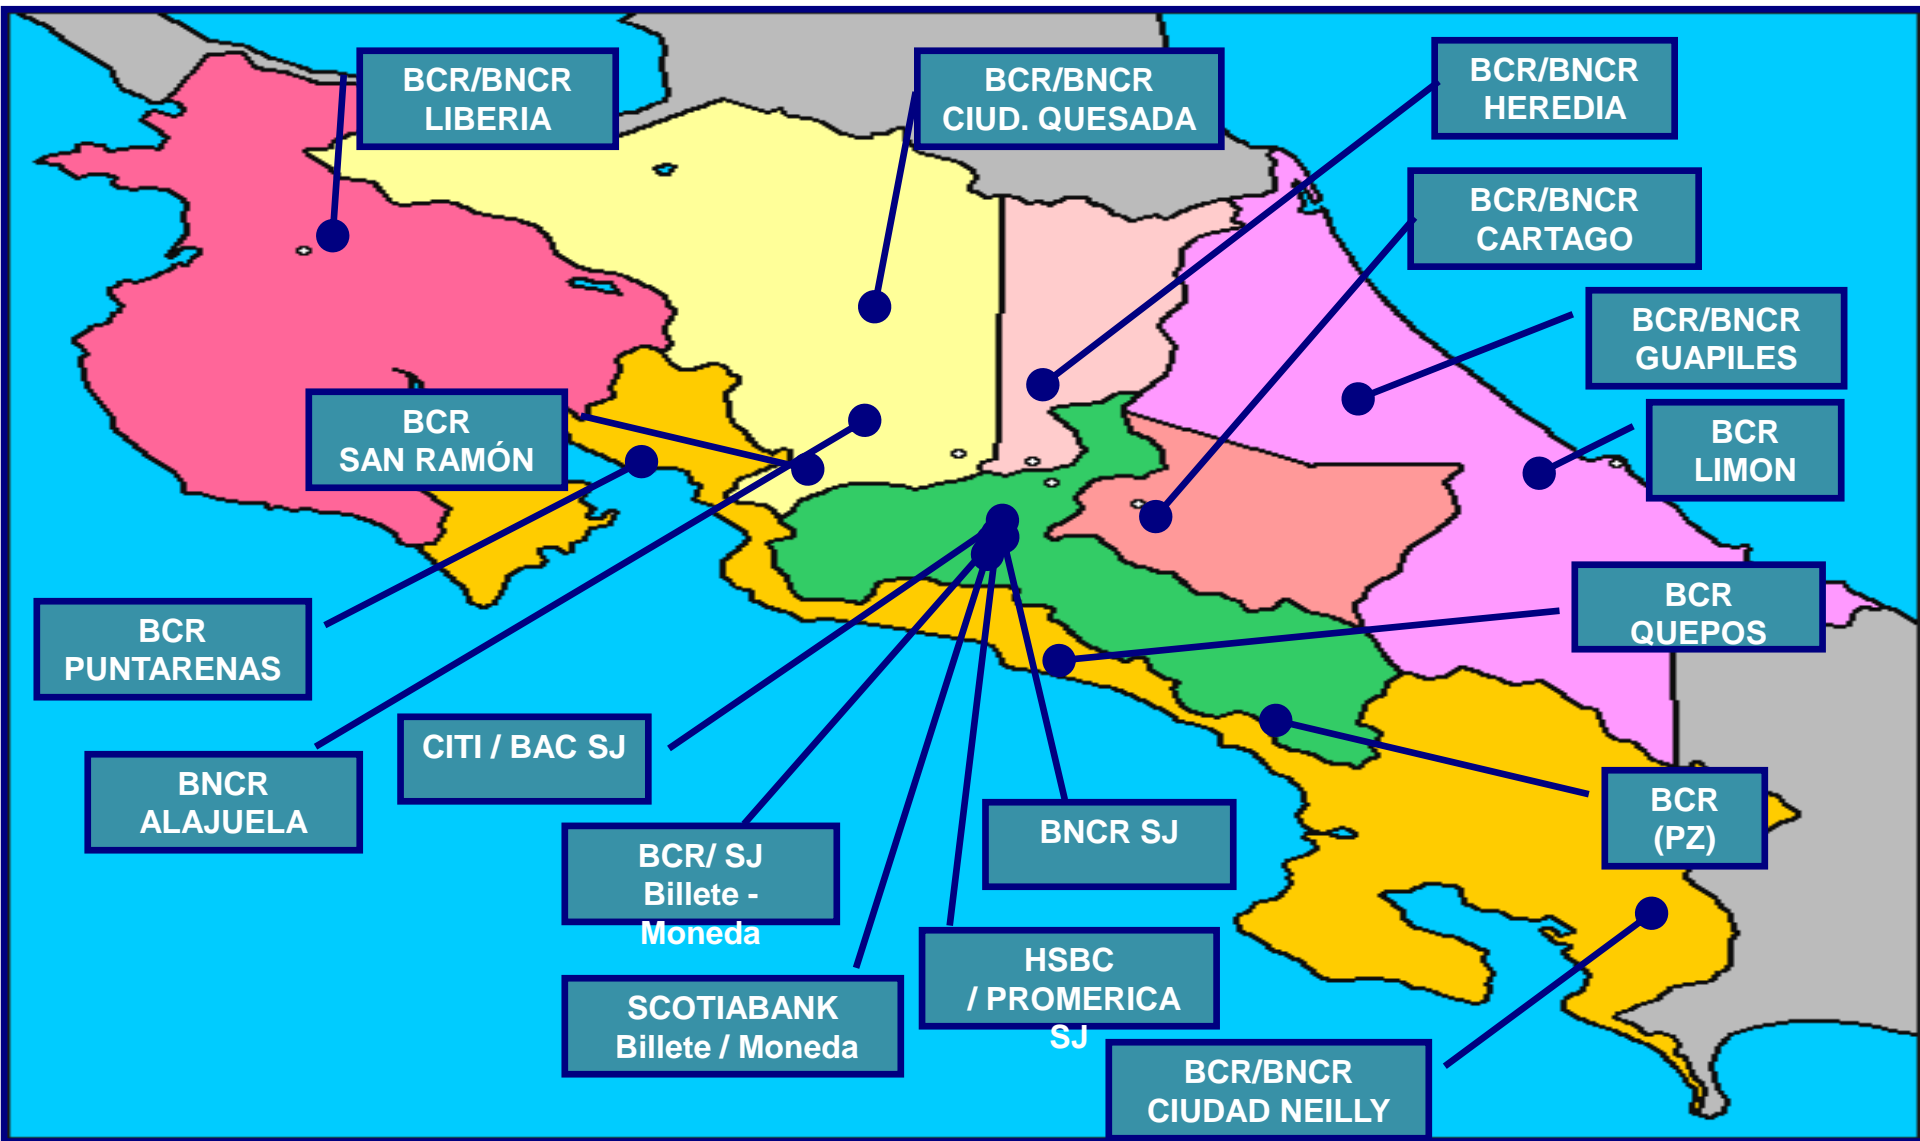 BCR/BNCR
LIBERIA
BCR/BNCR
CIUD. QUESADA
BCR/BNCR
HEREDIA
BCR/BNCR
CARTAGO
BCR/BNCR
GUAPILES
BCR
SAN RAMÓN
BCR
LIMON
BCR
QUEPOS
BCR
PUNTARENAS
CITI / BAC SJ
BNCR
ALAJUELA
BCR/ SJ
Billete -
Moneda
BNCR SJ
BCR
(PZ)
SCOTIABANK
Billete / Moneda
HSBC
/ PROMERICA
SJ
BCR/BNCR
CIUDAD NEILLY